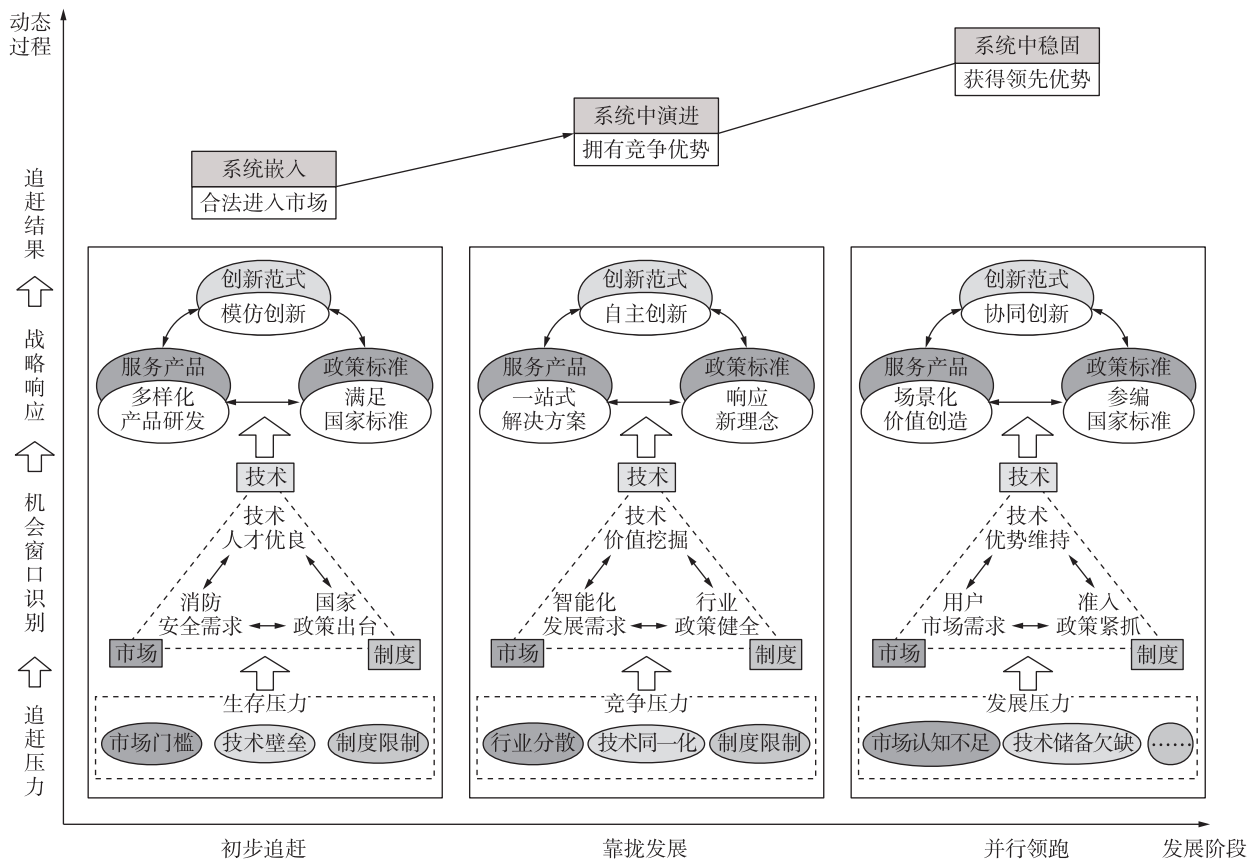 动态
过程
系统中稳固
获得领先优势
系统中演进
拥有竞争优势
系统嵌入
合法进入市场
追赶结果
战略响应
机会窗口识别
追赶压力
创新范式
模仿创新
服务产品
多样化
产品研发
政策标准
满足
国家标准
技术
技术
人才优良
消防
安全需求
国家
政策出台
市场
制度
生存压力
市场门槛
技术壁垒
制度限制
创新范式
自主创新
服务产品
一站式
解决方案
政策标准
响应
新理念
技术
技术
价值挖掘
智能化
发展需求
行业
政策健全
市场
制度
竞争压力
行业分散
技术同一化
制度限制
创新范式
协同创新
服务产品
场景化
价值创造
政策标准
参编
国家标准
技术
技术
优势维持
用户
市场需求
准入
政策紧抓
市场
制度
发展压力
市场认知不足
技术储备欠缺
……
初步追赶
靠拢发展
并行领跑
发展阶段